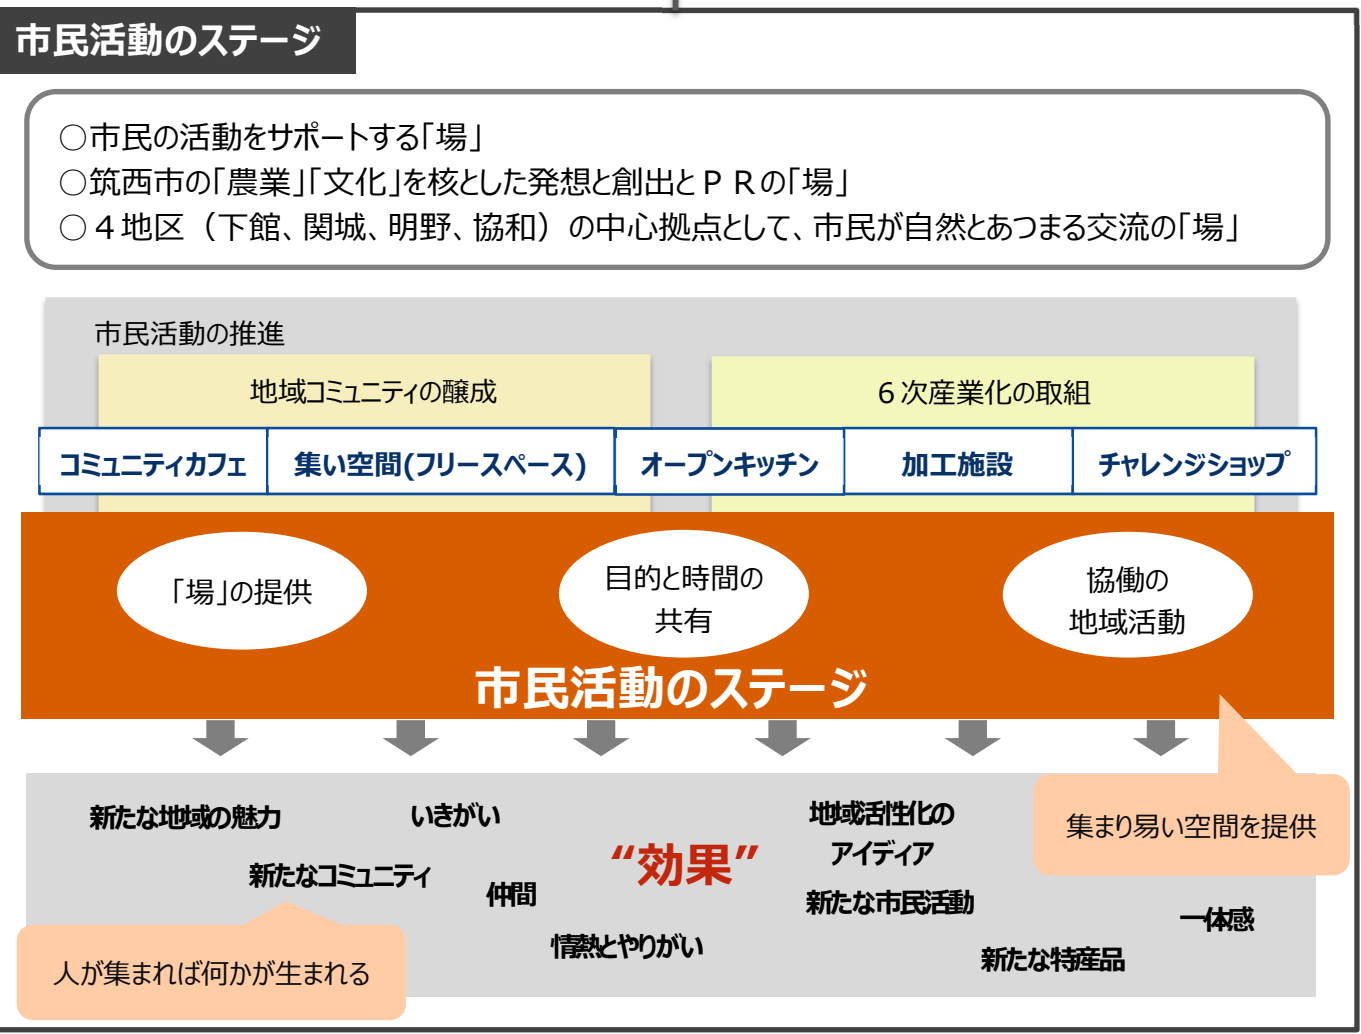 市民活動のステージ
○市民の活動をサポートする「場」
○筑西市の「農業」「文化」を核とした発想と創出とＰＲの「場」
○４地区（下館、関城、明野、協和）の中心拠点として、市民が自然とあつまる交流の「場」
市民活動の推進
地域コミュニティの醸成
６次産業化の取組
コミュニティカフェ
集い空間(フリースペース)
オープンキッチン
加工施設
チャレンジショップ
「場」の提供
目的と時間の
共有
協働の
地域活動
市民活動のステージ
新たな地域の魅力
いきがい
地域活性化の
アイディア
集まり易い空間を提供
“効果”
新たなコミュニティ
仲間
新たな市民活動
一体感
情熱とやりがい
新たな特産品
人が集まれば何かが生まれる